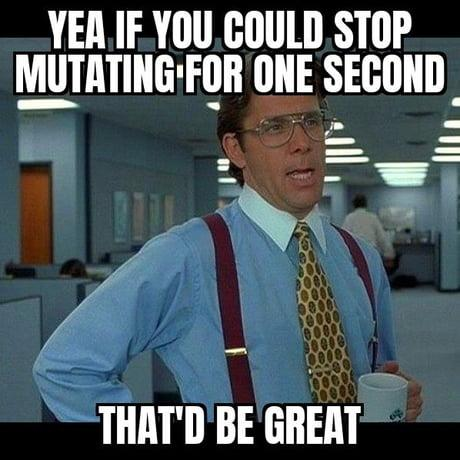 YEA IF YOU COULD STOP
MUTATING FOR ONE SECOND
THAT'D BE GREAT